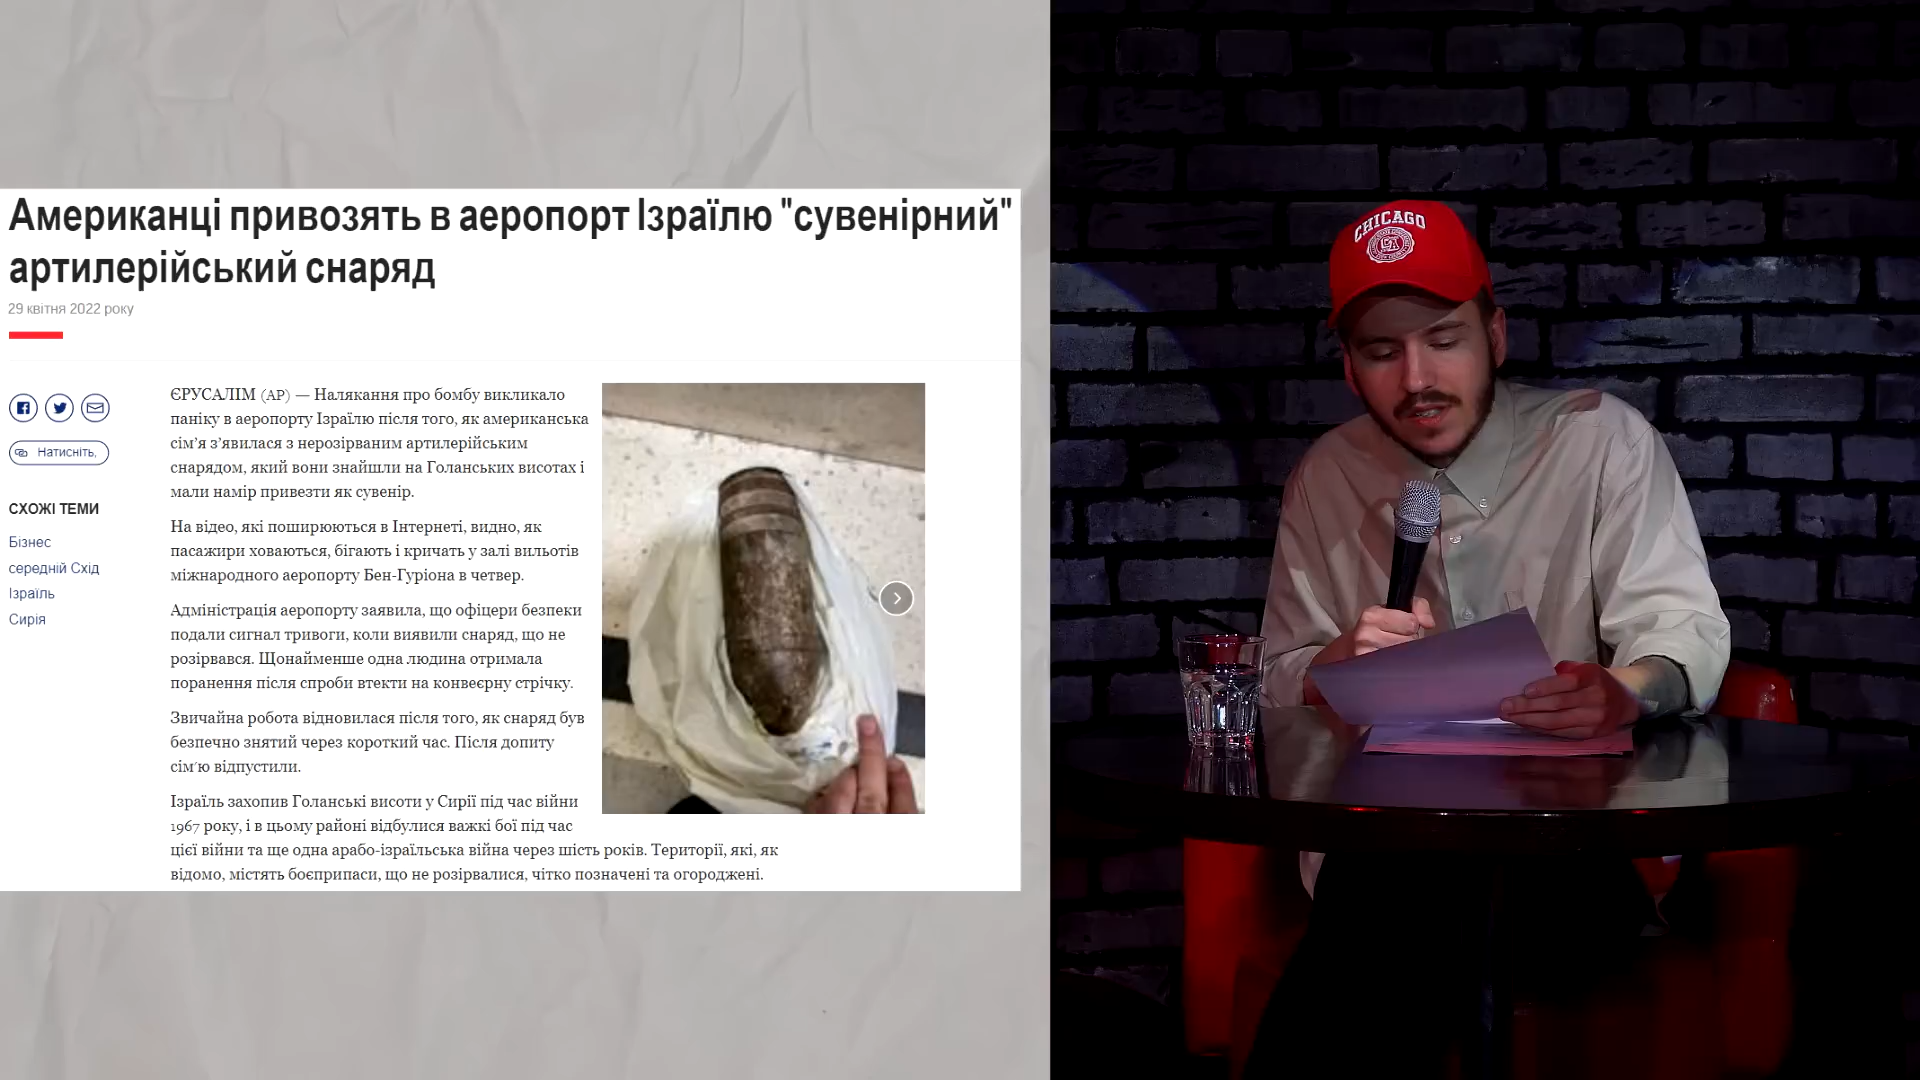 Американці привозять в аеропорт Ізраїлю "сувенірний"
артилерійський снаряд
29 квітня 2022 року
Натисніть,
СХОЖІ ТЕМИ
Бізнес
середній Схід
Ізраїль
Сирія
ЄРУСАЛІМ (AP) — Налякання про бомбу викликало
паніку в аеропорту Ізраїлю після того, як американська
сім'я з'явилася з нерозірваним артилерійським
снарядом, який вони знайшли на Голанських висотах і
мали намір привезти як сувенір.
На відео, які поширюються в Інтернеті, видно, як
пасажири ховаються, бігають і кричать у залі вильотів
міжнародного аеропорту Бен-Гуріона в четвер.
Адміністрація аеропорту заявила, що офіцери безпеки
подали сигнал тривоги, коли виявили снаряд, що не
розірвався. Щонайменше одна людина отримала
поранення після спроби втекти на конвеєрну стрічку.
Звичайна робота відновилася після того, як снаряд був
безпечно знятий через короткий час. Після допиту
сім'ю відпустили.
Ізраїль захопив Голанські висоти у Сирії під час війни
1967 року, і в цьому районі відбулися важкі бої під час
цієї війни та ще одна арабо-ізраїльська війна через шість років. Території, які, як
відомо, містять боєприпаси, що не розірвалися, чітко позначені та огороджені.
CHICAGO